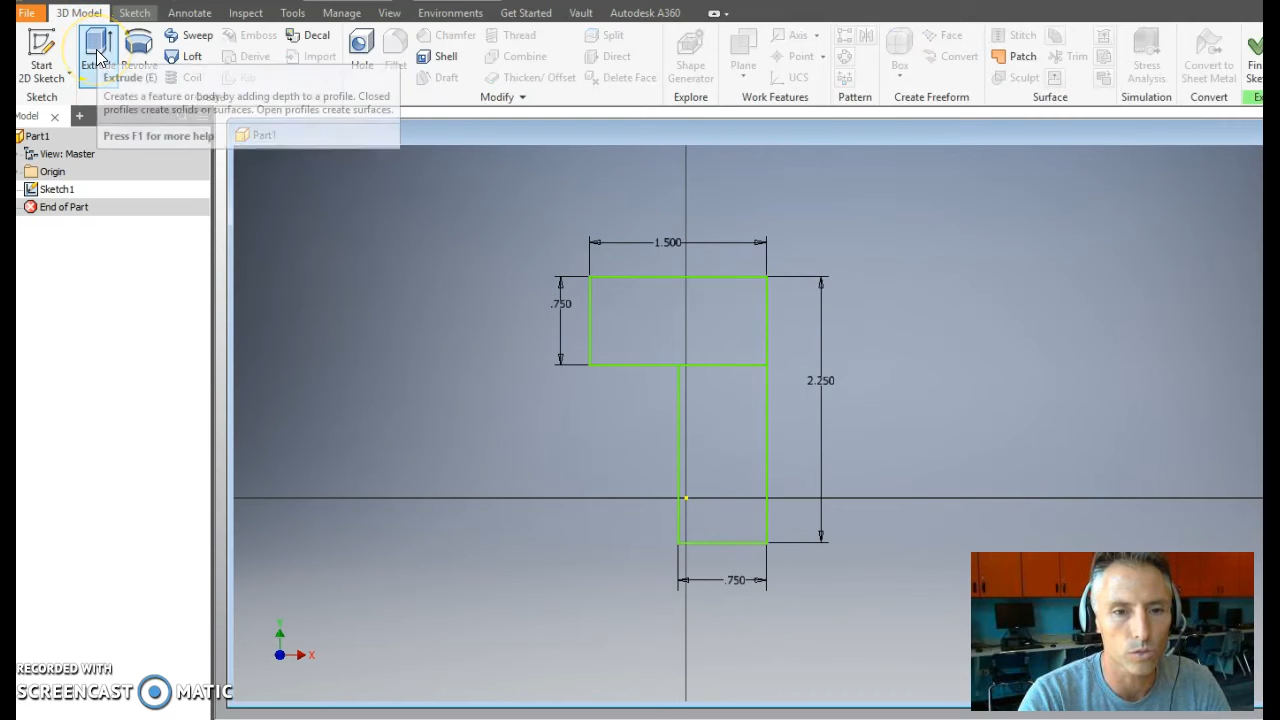 File 3D Model Sketch Annotate Inspect Tools Manage View Environments Get Started Vault Autodesk A360
Start
2D Sketch
Extrude
Revolve
Sweep
Loft
Emboss
Derive
Coil
Rib
Decal
Import
Hole
Fillet
Chamfer
Shell
Draft
Thread
Combine
Thicken/ Offset
Split
Direct
Delete Face
Shape
Generator
Plane
Axis
Point
UCS
Box
Face
Convert
Stitch
Patch
Sculpt
Trim
Stress
Analysis
Convert to
Sheet Metal
Sketch Modify Explore Work Features Pattern Create Freeform Surface Simulation Convert
Extrude (E)
Creates a feature or body by adding depth to a profile. Closed
profiles create solids or surfaces. Open profiles create surfaces.
Press F1 for more help
Part1
View: Master
Origin
Sketch1
End of Part
Part1
1.500
.750
2.250
.750
Y
X
RECORDED WITH
SCREENCAST MATIC